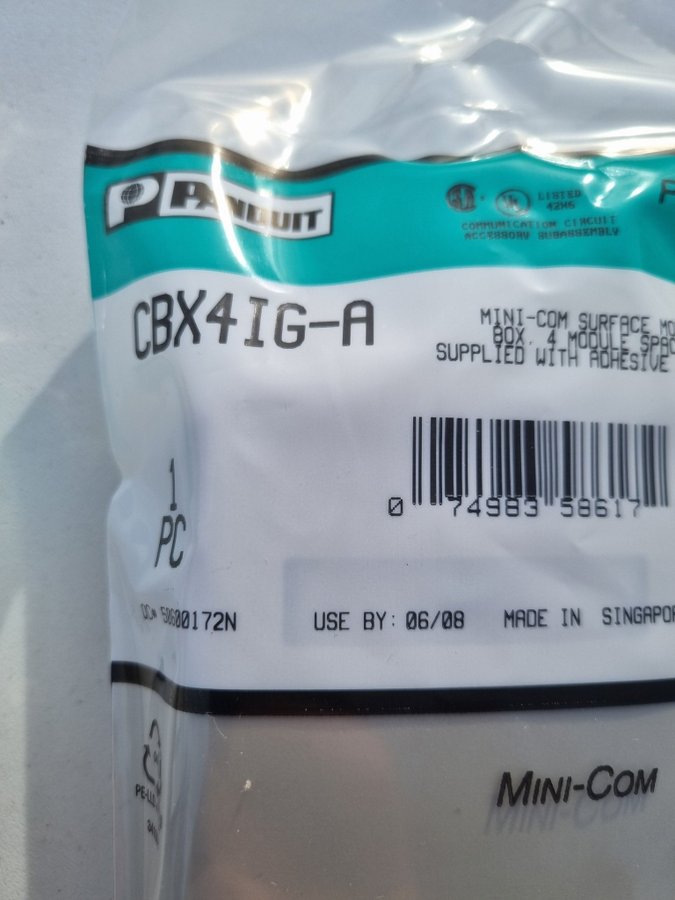 P PANDUIT
LISTED
42H6
COMMUNICATION CIRCUIT
ACCESSORY SUBASSEMBLY
CBX4IG-A
MINI-COM SURFACE MO
BOX, 4 MODULE SPAC
SUPPLIED WITH ADHESIVE
0 74983 58617
1
PC
USE BY: 06/08 MADE IN SINGAPOR
MINI-COM